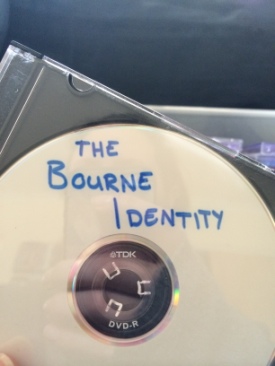 THE
BOURNE
IDENTITY
TDK
DVD-R